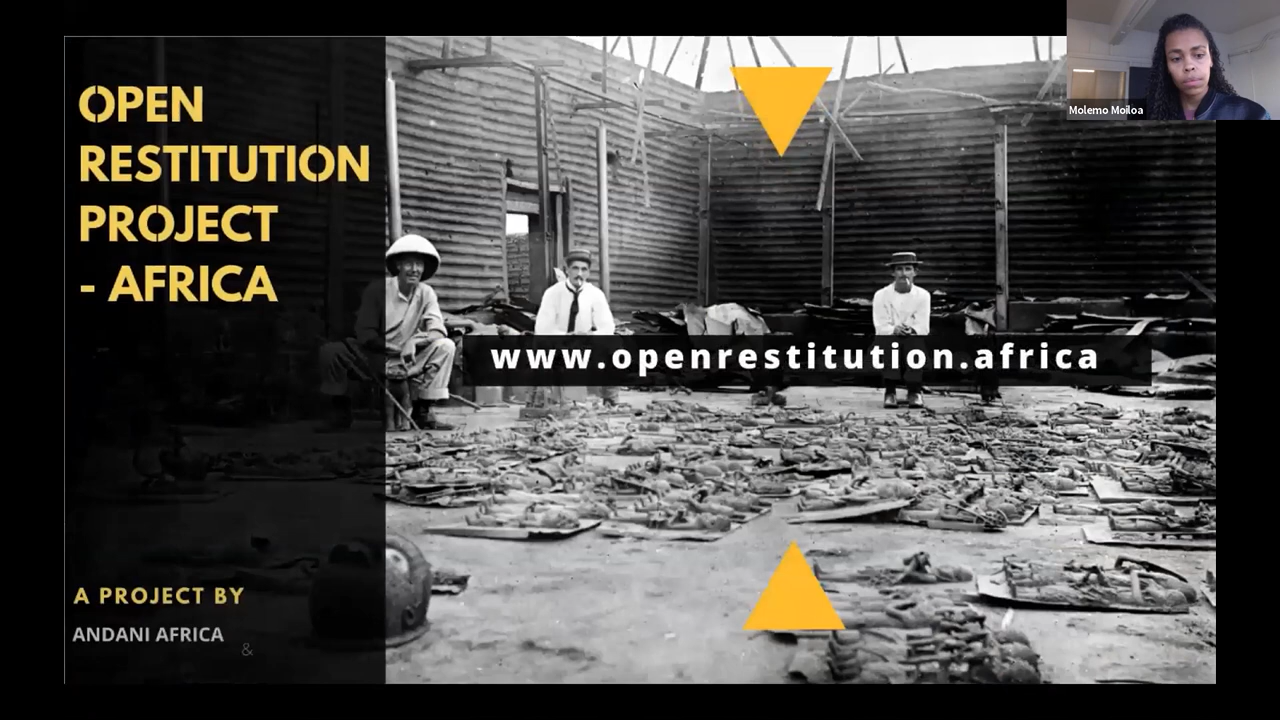 OPEN
RESTITUTION
PROJECT
- AFRICA
www.openrestitution.africa
A PROJECT BY
ANDANI AFRICA
&
Molemo Moiloa